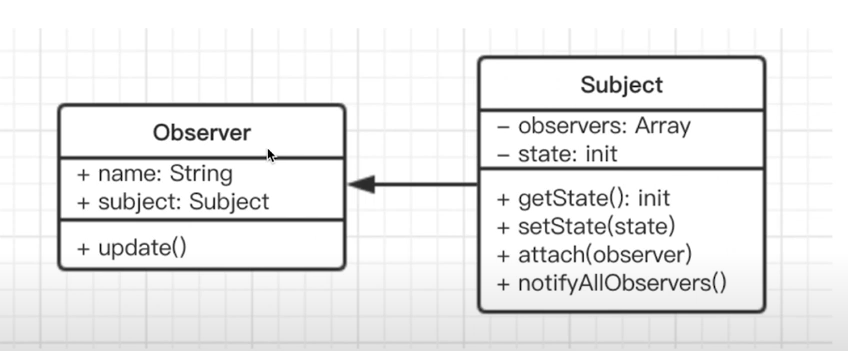 Observer
+ name: String
+ subject: Subject
+ update()
Subject
– observers: Array
– state: init
+ getState(): init
+ setState(state)
+ attach(observer)
+ notifyAllObservers()